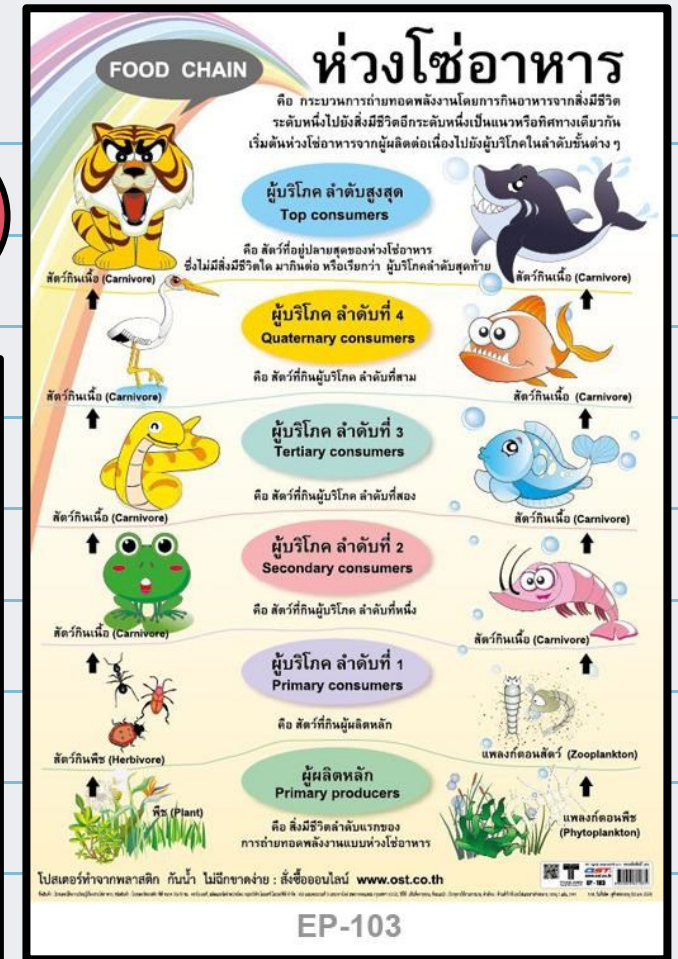 FOOD CHAIN
ห่วงโซ่อาหาร
คือ กระบวนการถ่ายทอดพลังงานโดยการกินอาหารจากสิ่งมีชีวิต
ระดับหนึ่งไปยังสิ่งมีชีวิตอีกระดับหนึ่งเป็นแนวหรือทิศทางเดียวกัน
เริ่มต้นห่วงโซ่อาหารจากผู้ผลิตต่อเนื่องไปยังผู้บริโภคในลำดับชั้นต่าง ๆ
ผู้บริโภค ลำดับสูงสุด
Top consumers
คือ สัตว์ที่อยู่ปลายสุดของห่วงโซ่อาหาร
ซึ่งไม่มีสิ่งมีชีวิตใด มากินต่อ หรือเรียกว่า ผู้บริโภคลำดับสุดท้าย
สัตว์กินเนื้อ (Carnivore)
สัตว์กินเนื้อ (Carnivore)
ผู้บริโภค ลำดับที่ 4
Quaternary consumers
คือ สัตว์ที่กินผู้บริโภค ลำดับที่สาม
สัตว์กินเนื้อ (Carnivore)
สัตว์กินเนื้อ (Carnivore)
ผู้บริโภค ลำดับที่ 3
Tertiary consumers
คือ สัตว์ที่กินผู้บริโภค ลำดับที่สอง
สัตว์กินเนื้อ (Carnivore)
สัตว์กินเนื้อ (Carnivore)
ผู้บริโภค ลำดับที่ 2
Secondary consumers
คือ สัตว์ที่กินผู้บริโภค ลำดับที่หนึ่ง
สัตว์กินเนื้อ (Carnivore)
สัตว์กินเนื้อ (Carnivore)
ผู้บริโภค ลำดับที่ 1
Primary consumers
คือ สัตว์ที่กินผู้ผลิตหลัก
สัตว์กินพืช (Herbivore)
แพลงก์ตอนสัตว์ (Zooplankton)
ผู้ผลิตหลัก
Primary producers
คือ สิ่งมีชีวิตลำดับแรกของ
การถ่ายทอดพลังงานแบบห่วงโซ่อาหาร
พืช (Plant)
แพลงก์ตอนพืช
(Phytoplankton)
โปสเตอร์ทำจากพลาสติก กันน้ำ ไม่ฉีกขาดง่าย : สั่งซื้อออนไลน์ www.ost.co.th
OST
EP-103
EP-103